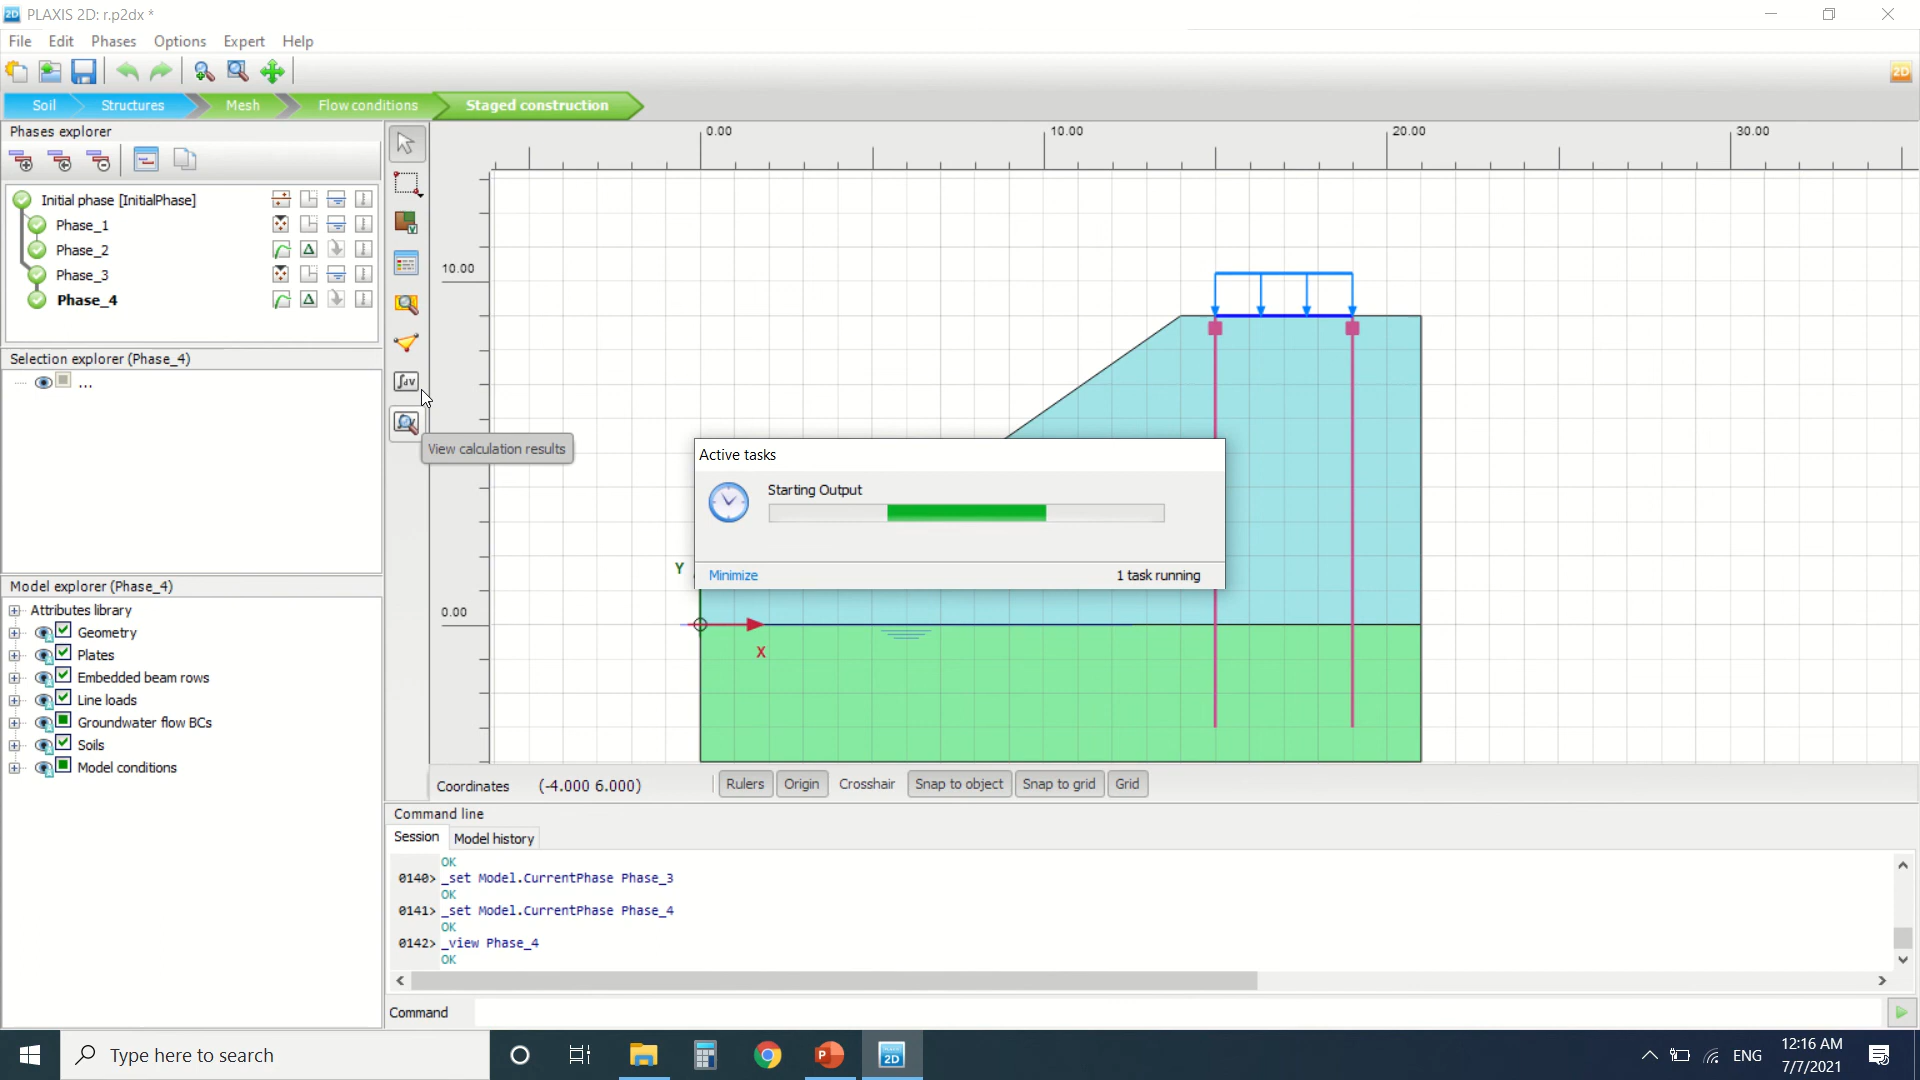 PLAXIS 2D: r.p2dx *
File Edit Phases Options Expert Help
2D
Soil Structures Mesh Flow conditions Staged construction
Phases explorer
0.00 10.00 20.00 30.00
Initial phase [InitialPhase]
Phase_1
Phase_2
Phase_3
Phase_4
10.00
0.00
Selection explorer (Phase_4)
...
∫dv
View calculation results
Active tasks
Starting Output
Minimize 1 task running
Y
X
Model explorer (Phase_4)
Attributes library
Geometry
Plates
Embedded beam rows
Line loads
Groundwater flow BCs
Soils
Model conditions
Coordinates (-4.000 6.000) Rulers Origin Crosshair Snap to object Snap to grid Grid
Command line
Session Model history
OK
0140> _set Model.CurrentPhase Phase_3
OK
0141> _set Model.CurrentPhase Phase_4
OK
0142> _view Phase_4
OK
Command
Type here to search
P
2D
ENG
12:16 AM
7/7/2021